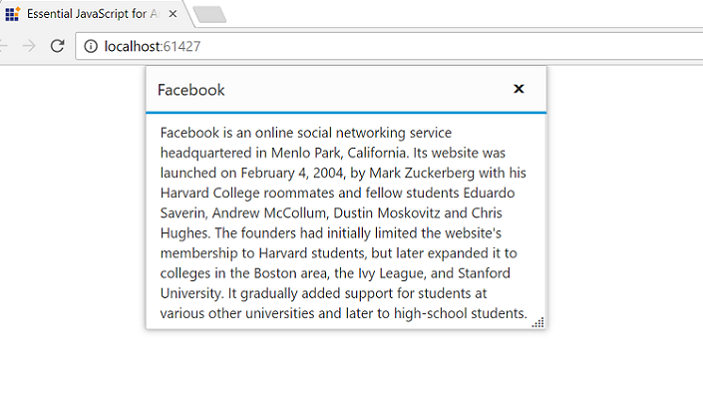 Essential JavaScript for A
localhost:61427
Facebook
Facebook is an online social networking service
headquartered in Menlo Park, California. Its website was
launched on February 4, 2004, by Mark Zuckerberg with his
Harvard College roommates and fellow students Eduardo
Saverin, Andrew McCollum, Dustin Moskovitz and Chris
Hughes. The founders had initially limited the website's
membership to Harvard students, but later expanded it to
colleges in the Boston area, the Ivy League, and Stanford
University. It gradually added support for students at
various other universities and later to high-school students.